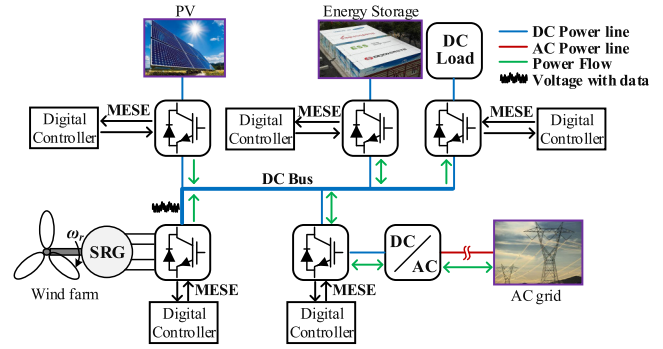 PV
Energy Storage
DC
Load
DC Power line
AC Power line
Power Flow
Voltage with data
MESE
Digital
Controller
MESE
Digital
Controller
MESE
Digital
Controller
DC Bus
ωr
SRG
Wind farm
MESE
Digital
Controller
MESE
Digital
Controller
DC
AC
AC grid